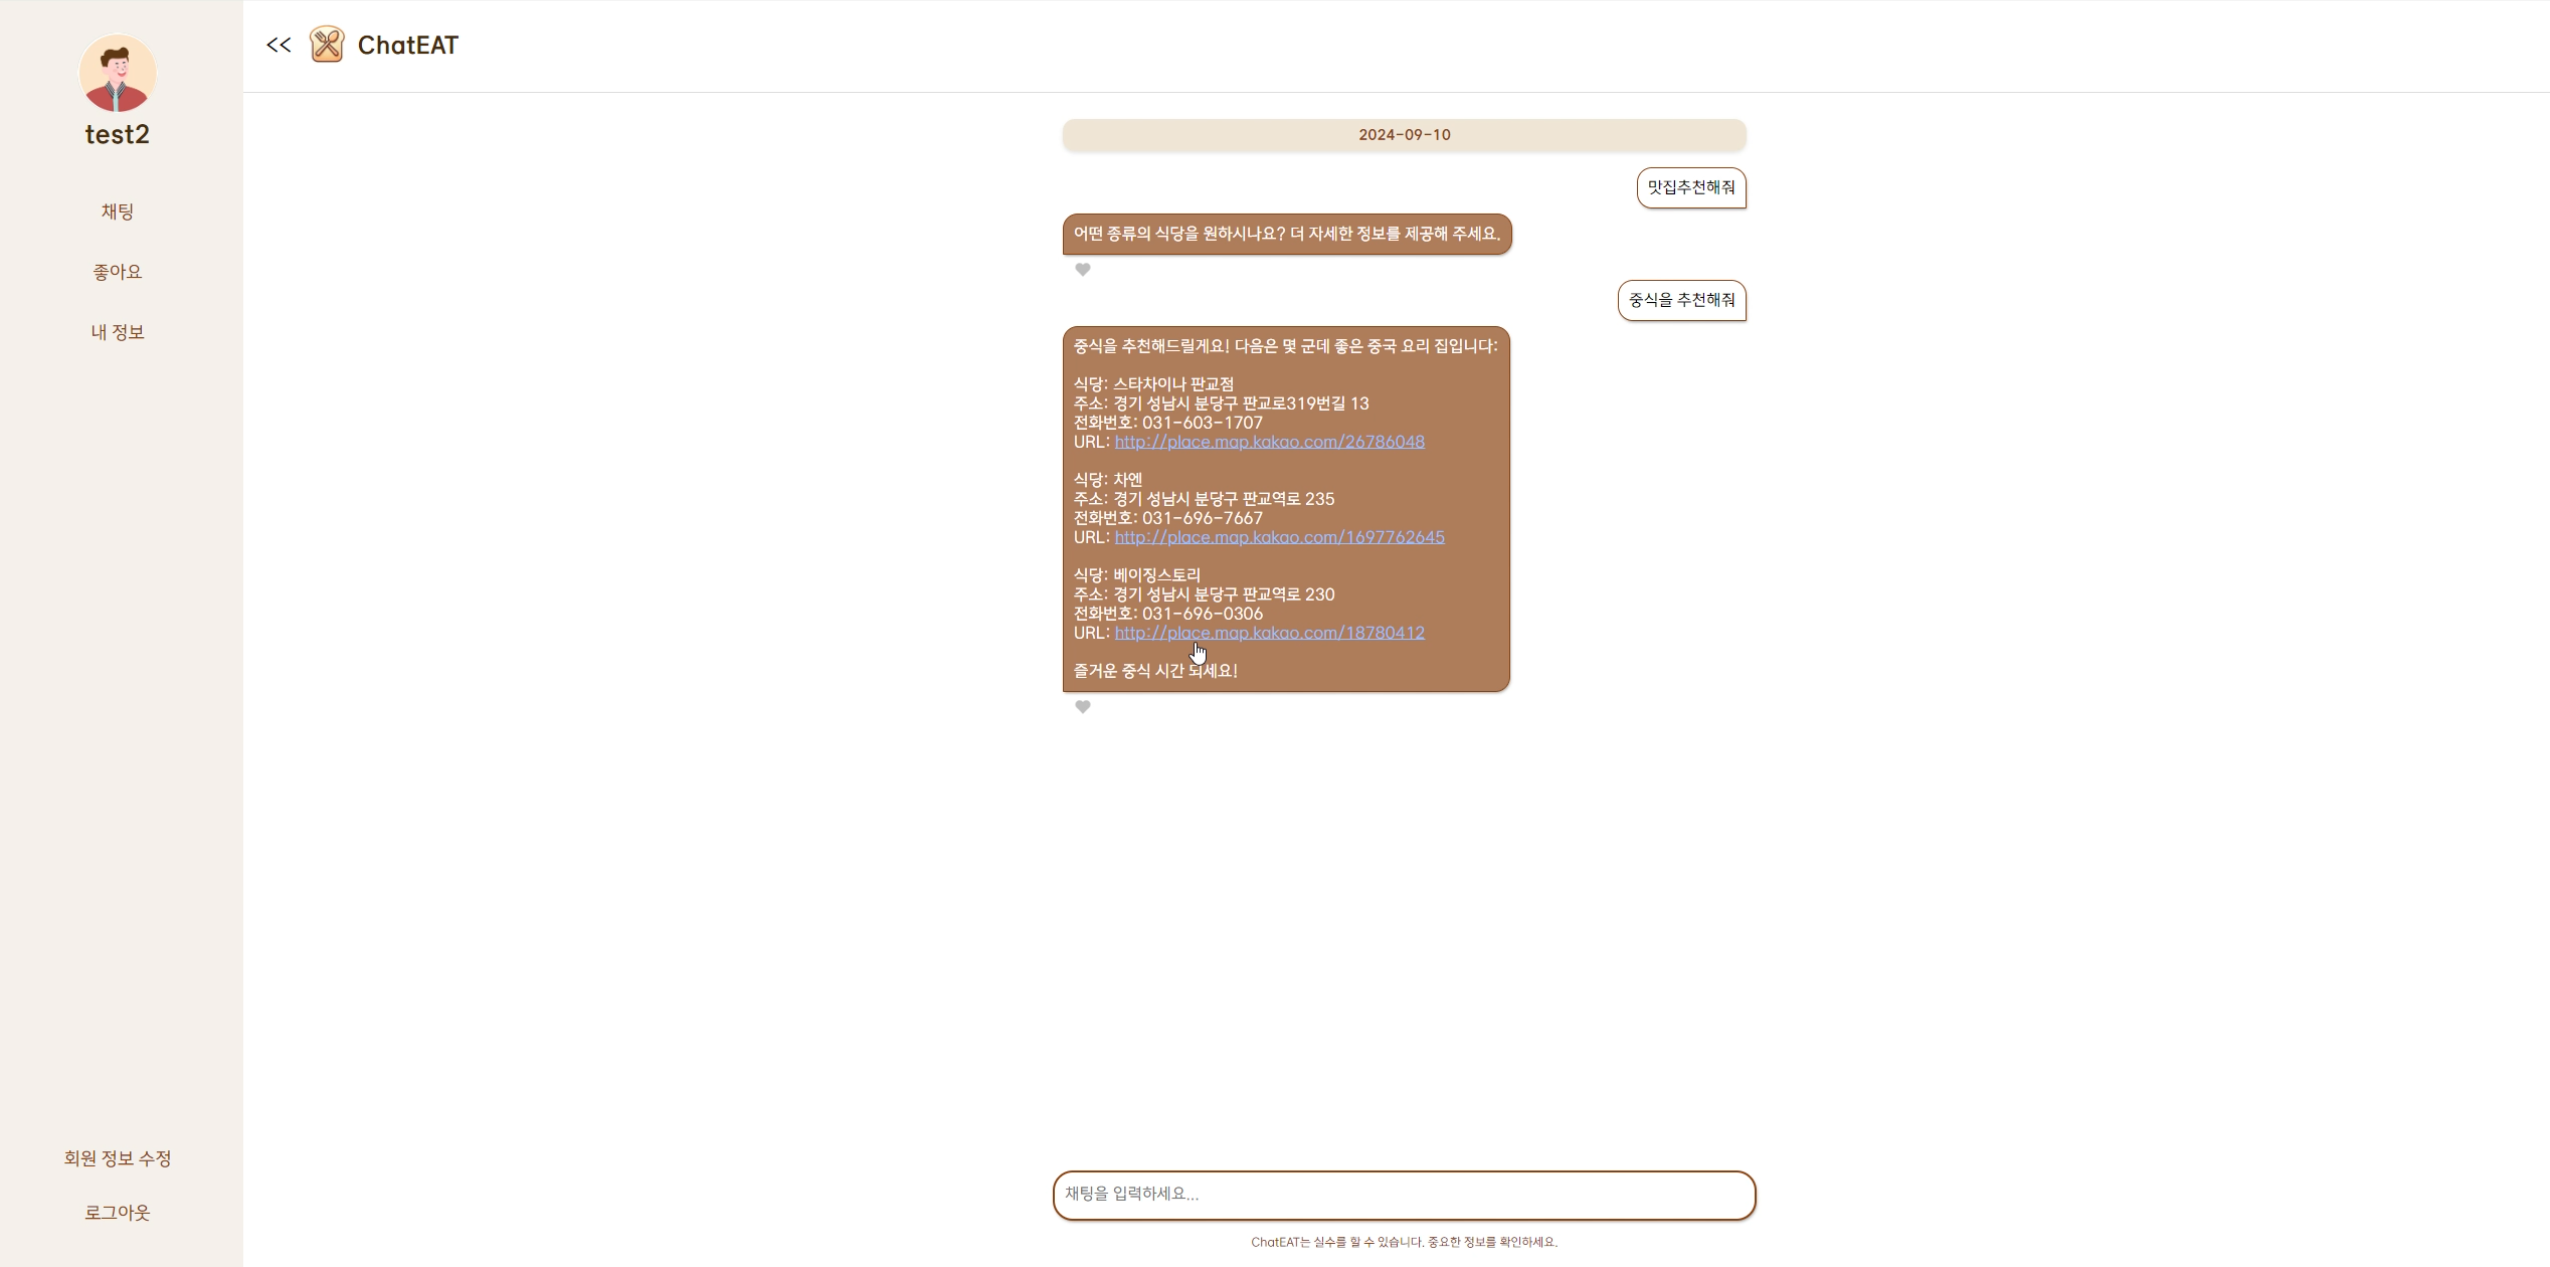 test2
채팅
좋아요
내 정보
회원 정보 수정
로그아웃
<< ChatEAT
2024-09-10
맛집추천해줘
어떤 종류의 식당을 원하시나요? 더 자세한 정보를 제공해 주세요.
중식을 추천해줘
중식을 추천해드릴게요! 다음은 몇 군데 좋은 중국 요리 집입니다:
식당: 스타차이나 판교점
주소: 경기 성남시 분당구 판교로319번길 13
전화번호: 031-603-1707
URL: http://place.map.kakao.com/26786048
식당: 차엔
주소: 경기 성남시 분당구 판교역로 235
전화번호: 031-696-7667
URL: http://place.map.kakao.com/1697762645
식당: 베이징스토리
주소: 경기 성남시 분당구 판교역로 230
전화번호: 031-696-0306
URL: http://place.map.kakao.com/18780412
즐거운 중식 시간 되세요!
채팅을 입력하세요...
ChatEAT는 실수를 할 수 있습니다. 중요한 정보를 확인하세요.